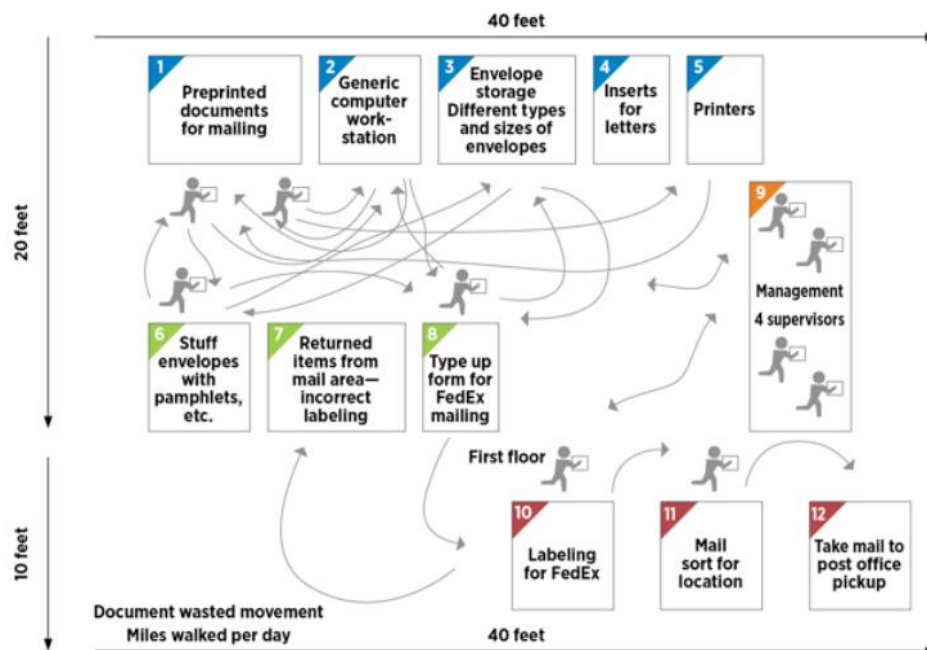 40 feet
1
Preprinted
documents
for mailing
2
Generic
computer
work-
station
3
Envelope
storage
Different types
and sizes of
envelopes
4
Inserts
for
letters
5
Printers
20 feet
9
Management
4 supervisors
6
Stuff
envelopes
with
pamphlets,
etc.
7
Returned
items from
mail area—
incorrect
labeling
8
Type up
form for
FedEx
mailing
First floor
10 feet
10
Labeling
for FedEx
11
Mail
sort for
location
12
Take mail to
post office
pickup
Document wasted movement
Miles walked per day
40 feet